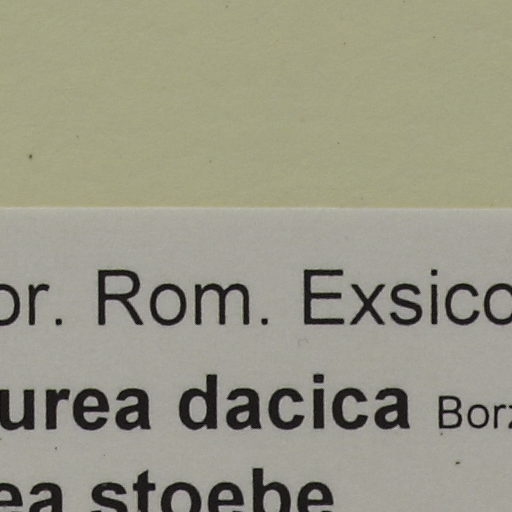 or. Rom. Exsicc
urea dacica Borz
ea stoebe